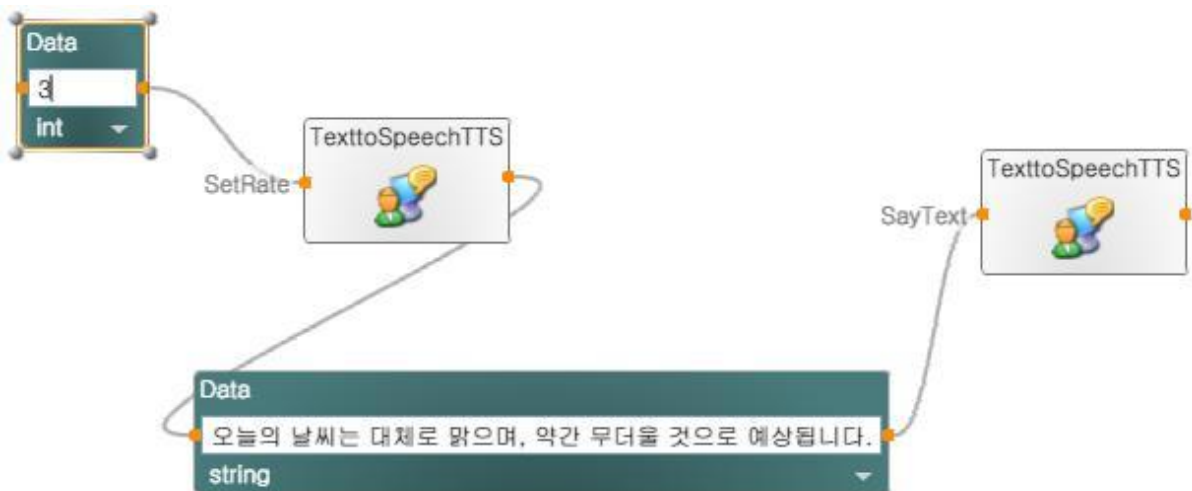 Data
3
int
SetRate
TexttoSpeechTTS
SayText
TexttoSpeechTTS
Data
오늘의 날씨는 대체로 맑으며, 약간 무더울 것으로 예상됩니다.
string